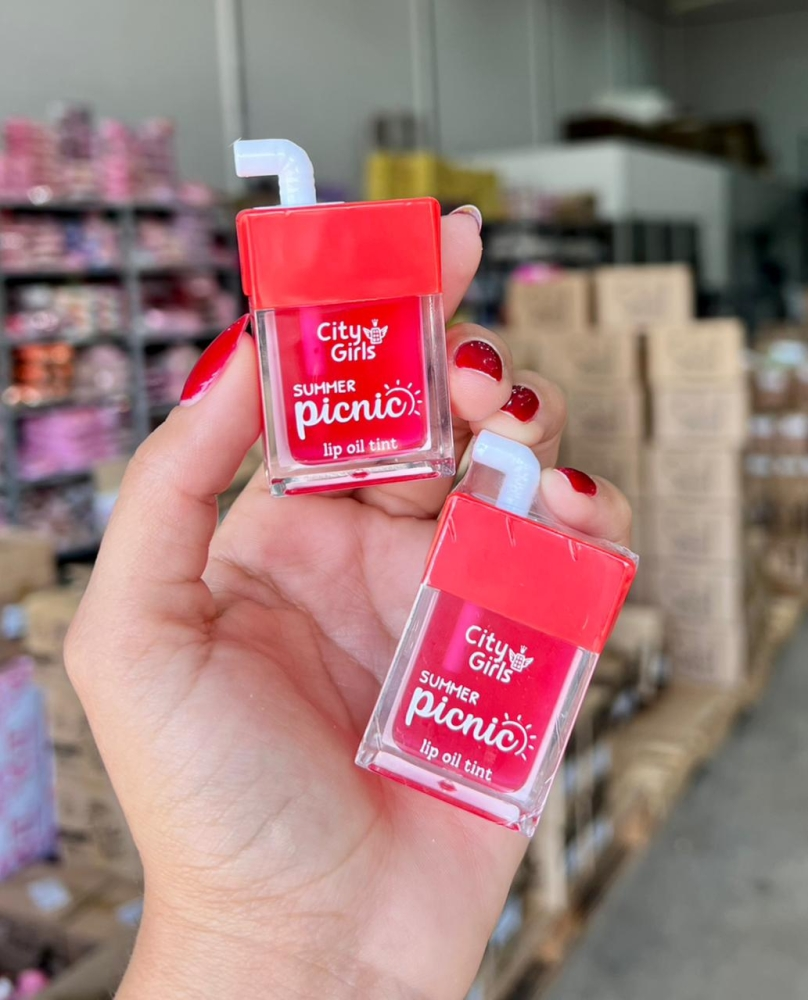 City
Girls
SUMMER
picnic
lip oil tint
City
Girls
SUMMER
picnic
lip oil tint